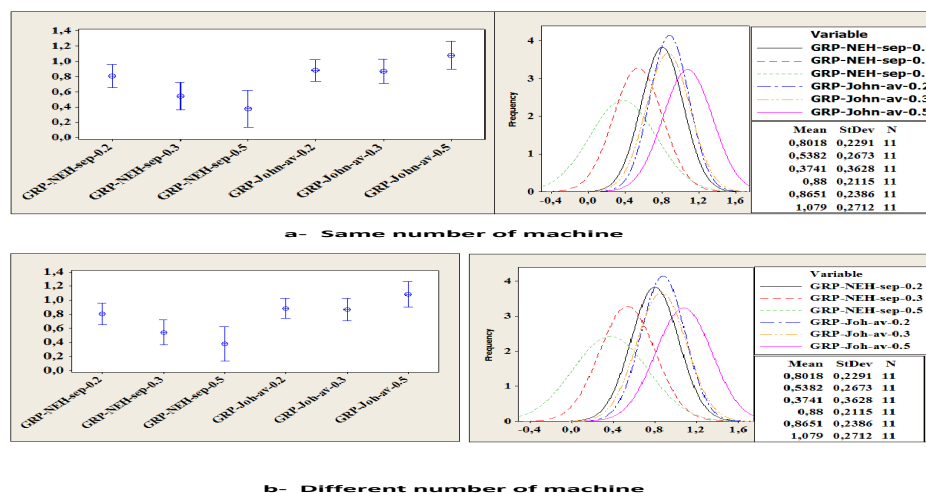 1,4
1,2
1,0
0,8
0,6
0,4
0,2
0,0
GRP-NEH-sep-0.2
GRP-NEH-sep-0.3
GRP-NEH-sep-0.5
GRP-John-av-0.2
GRP-John-av-0.3
GRP-John-av-0.5
Frequency
4
3
2
1
0
-0,4 0,0 0,4 0,8 1,2 1,6
Variable
GRP-NEH-sep-0.
GRP-NEH-sep-0.
GRP-NEH-sep-0.
GRP-John-av-0.2
GRP-John-av-0.3
GRP-John-av-0.5
Mean StDev N
0,8018 0,2291 11
0,5382 0,2673 11
0,3741 0,3628 11
0,88 0,2115 11
0,8651 0,2386 11
1,079 0,2712 11
a- Same number of machine
1,4
1,2
1,0
0,8
0,6
0,4
0,2
0,0
GRP-NEH-sep-0.2
GRP-NEH-sep-0.3
GRP-NEH-sep-0.5
GRP-Joh-av-0.2
GRP-Joh-av-0.3
GRP-Joh-av-0.5
Frequency
4
3
2
1
0
-0,4 0,0 0,4 0,8 1,2 1,6
Variable
GRP-NEH-sep-0.2
GRP-NEH-sep-0.3
GRP-NEH-sep-0.5
GRP-Joh-av-0.2
GRP-Joh-av-0.3
GRP-Joh-av-0.5
Mean StDev N
0,8018 0,2291 11
0,5382 0,2673 11
0,3741 0,3628 11
0,88 0,2115 11
0,8651 0,2386 11
1,079 0,2712 11
b- Different number of machine